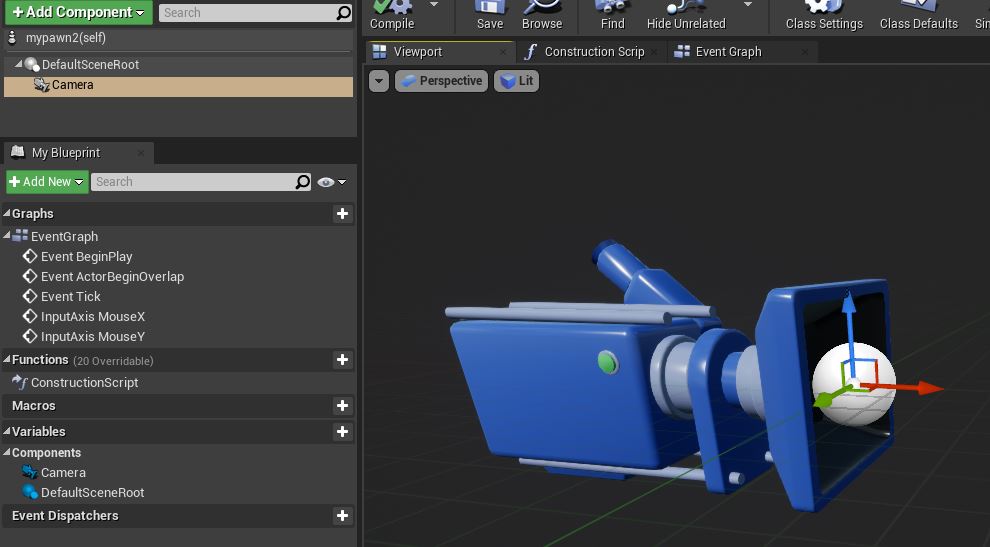 Add Component
Search
Compile
Save
Browse
Find
Hide Unrelated
Class Settings
Class Defaults
mypawn2(self)
DefaultSceneRoot
Camera
Viewport
Construction Scrip
Event Graph
Perspective
Lit
My Blueprint
Add New
Search
Graphs
EventGraph
Event BeginPlay
Event ActorBeginOverlap
Event Tick
InputAxis MouseX
InputAxis MouseY
Functions (20 Overridable)
ConstructionScript
Macros
Variables
Components
Camera
DefaultSceneRoot
Event Dispatchers